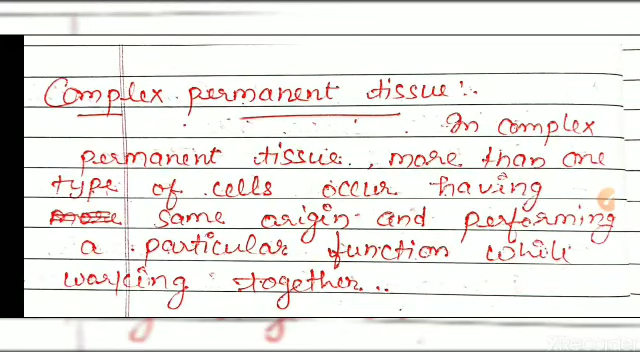 Complex permanent tissue:.
In complex
permanent tissue, more than one
type of cells occur having
same origin and performing
a particular function while
working together..